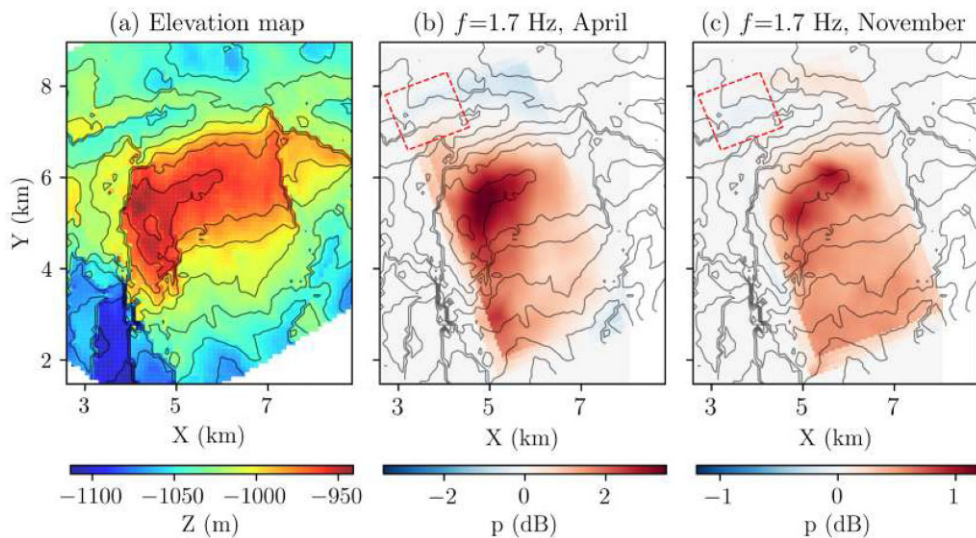 (a) Elevation map
(b) f=1.7 Hz, April
(c) f=1.7 Hz, November
8
6
4
2
Y (km)
3 5 7
3 5 7
3 5 7
X (km)
X (km)
X (km)
−1100 −1050 −1000 −950
−2 0 2
−1 0 1
Z (m)
p (dB)
p (dB)